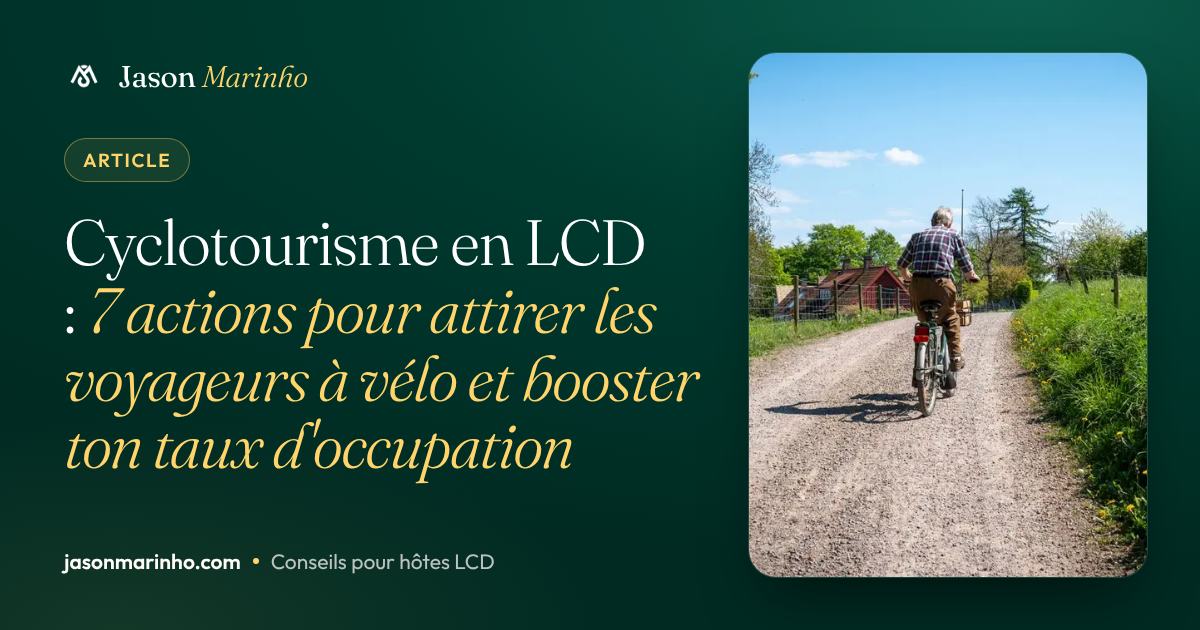 Jason Marinho
ARTICLE
Cyclotourisme en LCD
: 7 actions pour attirer les
voyageurs à vélo et booster
ton taux d'occupation
jasonmarinho.com • Conseils pour hôtes LCD